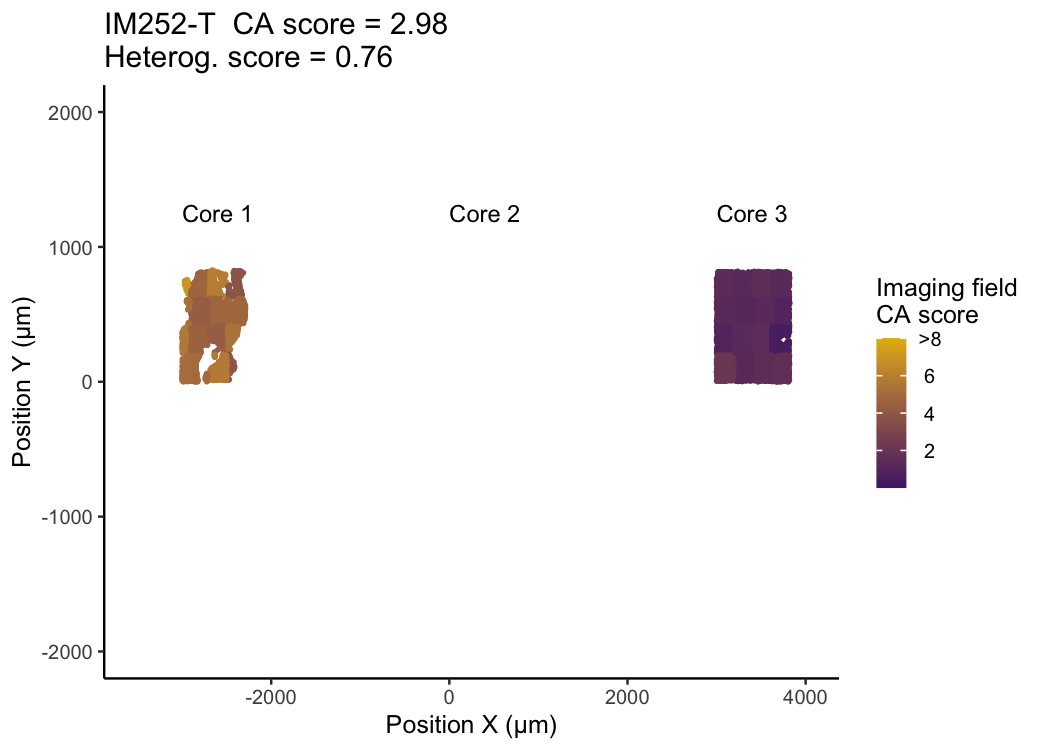 IM252-T  CA score = 2.98
Heterog. score = 0.76
2000
1000
0
-1000
-2000
Position Y (µm)
Core 1
Core 2
Core 3
-2000
0
2000
4000
Position X (µm)
Imaging field
CA score
>8
6
4
2